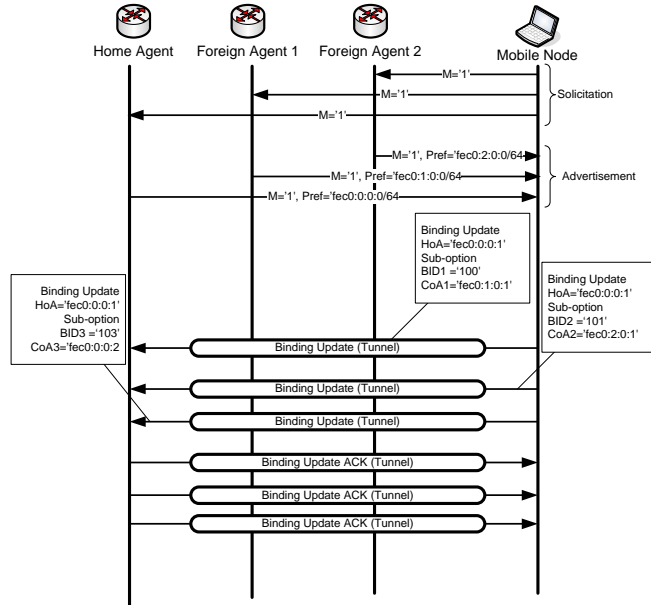 Home Agent
Foreign Agent 1
Foreign Agent 2
Mobile Node
M='1'
M='1'
M='1'
Solicitation
M='1', Pref='fec0:2:0:0/64
M='1', Pref='fec0:1:0:0/64
M='1', Pref='fec0:0:0:0/64
Advertisement
Binding Update
HoA='fec0:0:0:1'
Sub-option
BID1 ='100'
CoA1='fec0:1:0:1'
Binding Update
HoA='fec0:0:0:1'
Sub-option
BID2 ='101'
CoA2='fec0:2:0:1'
Binding Update
HoA='fec0:0:0:1'
Sub-option
BID3 ='103'
CoA3='fec0:0:0:2
Binding Update (Tunnel)
Binding Update (Tunnel)
Binding Update (Tunnel)
Binding Update ACK (Tunnel)
Binding Update ACK (Tunnel)
Binding Update ACK (Tunnel)